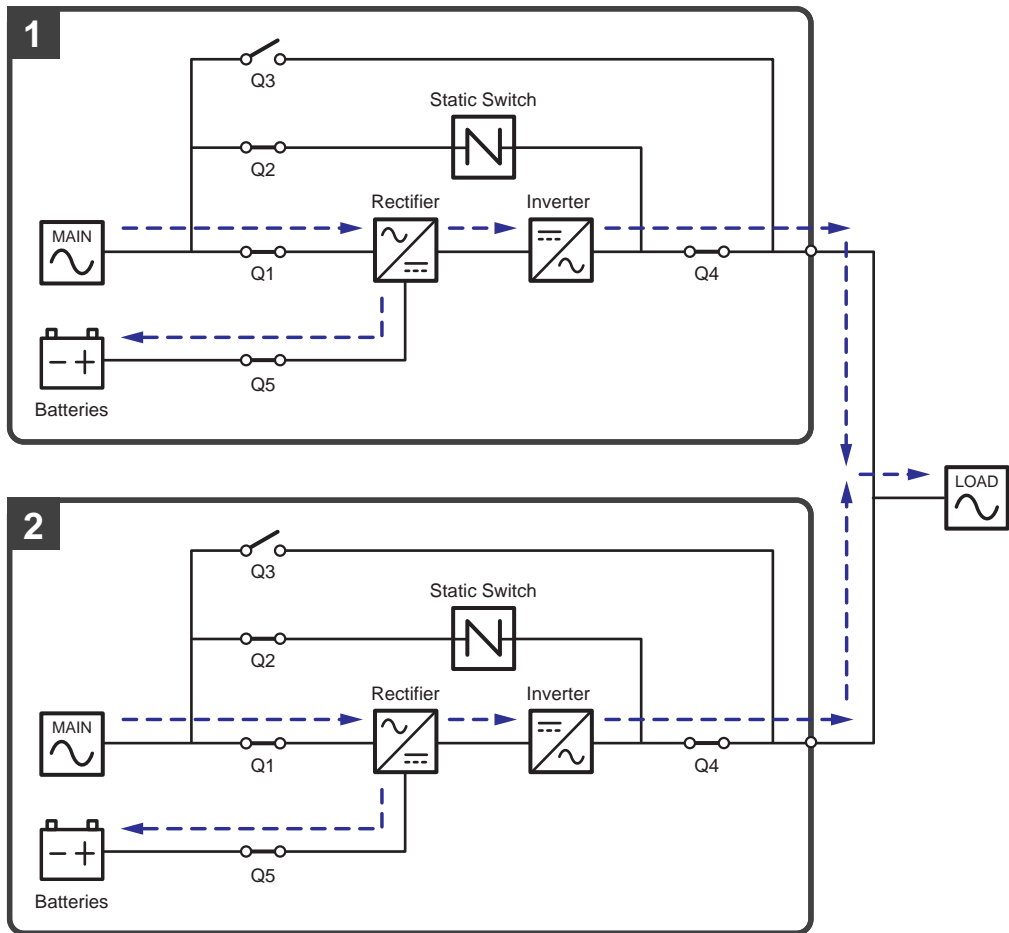 1
Q3
Static Switch
Q2
Rectifier
Inverter
MAIN
Q1
Q4
Q5
Batteries
LOAD
2
Q3
Static Switch
Q2
Rectifier
Inverter
MAIN
Q1
Q4
Q5
Batteries